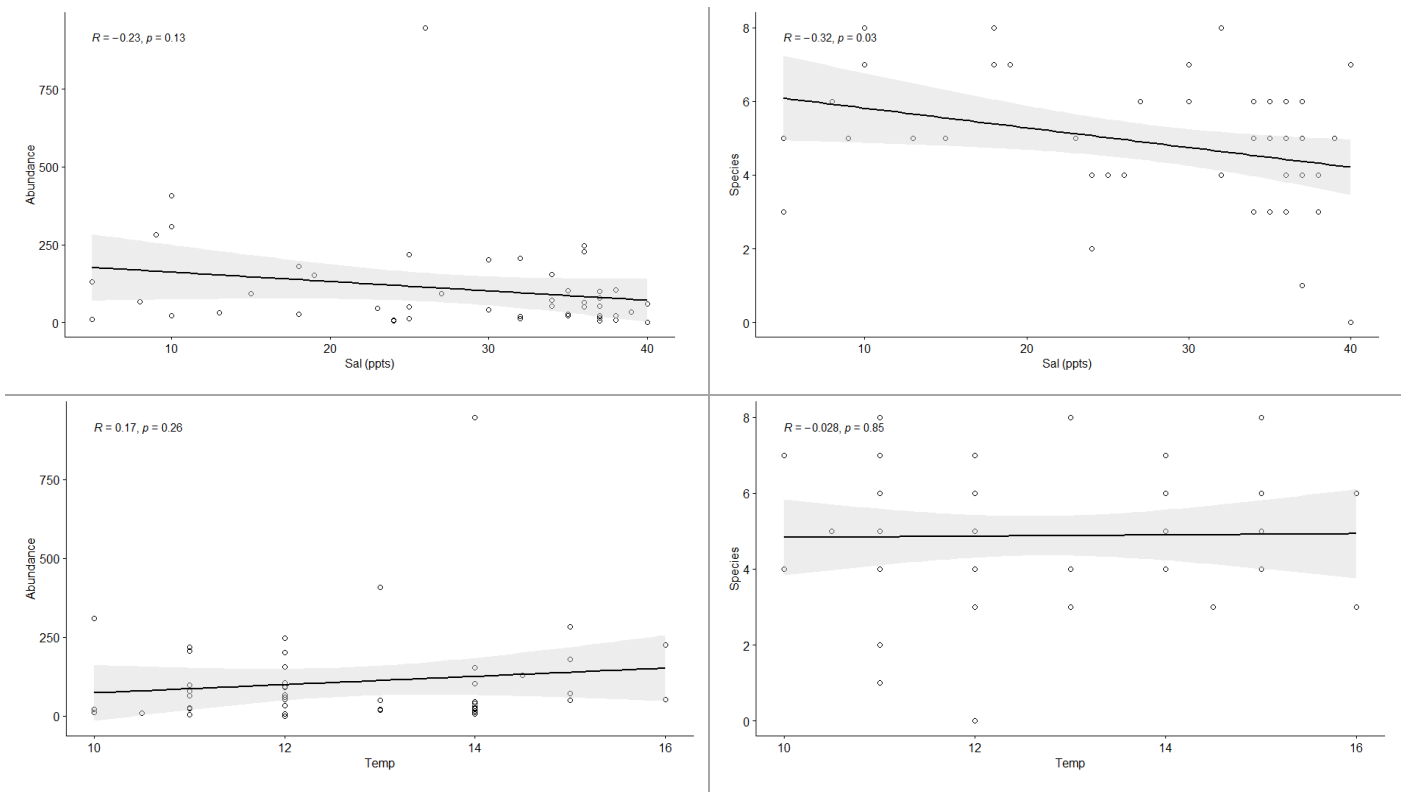 R = −0.23, p = 0.13
750
500
250
0
Abundance
10 20 30 40
Sal (ppts)
R = −0.32, p = 0.03
8
6
4
2
0
Species
10 20 30 40
Sal (ppts)
R = 0.17, p = 0.26
750
500
250
0
Abundance
10 12 14 16
Temp
R = −0.028, p = 0.85
8
6
4
2
0
Species
10 12 14 16
Temp